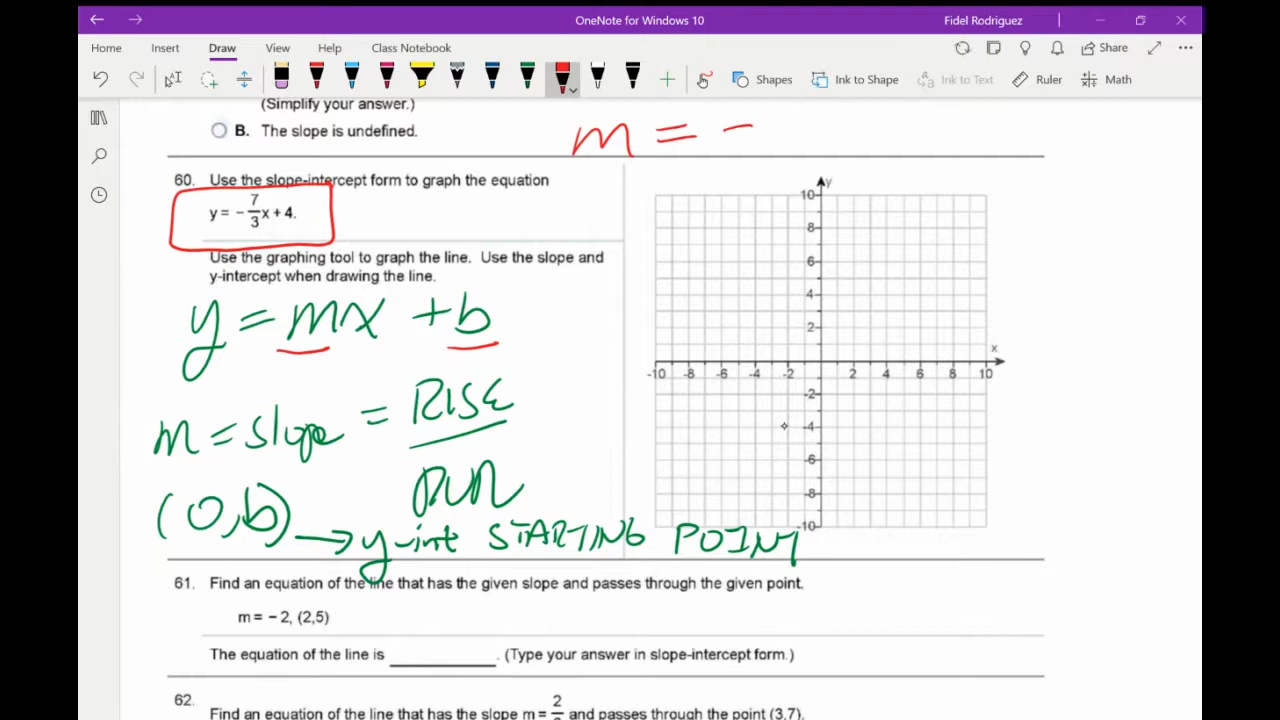 OneNote for Windows 10
Fidel Rodriguez
Home Insert Draw View Help Class Notebook
Share
Shapes Ink to Shape Ink to Text Ruler Math
(Simplify your answer.)
B. The slope is undefined.
m = -
60. Use the slope-intercept form to graph the equation
y = - 7/3 x + 4.
Use the graphing tool to graph the line. Use the slope and
y-intercept when drawing the line.
y = mx + b
m = slope = RISE
RUN
(0,b) → y-int STARTING POINT
y
10
8
6
4
2
x
-10 -8 -6 -4 -2 2 4 6 8 10
-2
-4
-6
-8
-10
61. Find an equation of the line that has the given slope and passes through the given point.
m = - 2, (2,5)
The equation of the line is ________. (Type your answer in slope-intercept form.)
62.
Find an equation of the line that has the slope m = 2 and passes through the point (3,7).